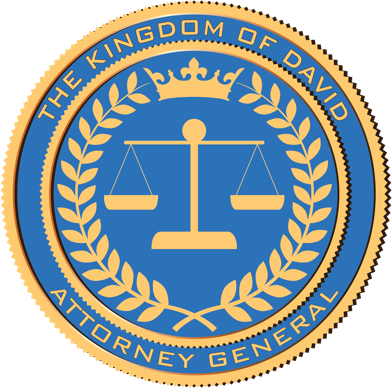 THE KINGDOM OF DAVID
ATTORNEY GENERAL